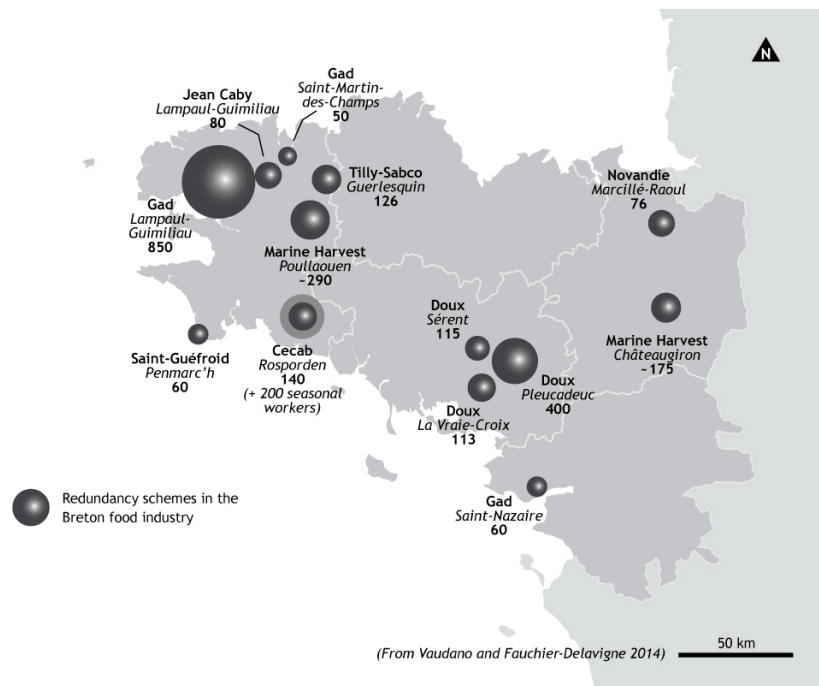 N
Gad
Saint-Martin-
des-Champs
50
Jean Caby
Lampaul-Guimiliau
80
Tilly-Sabco
Guerlesquin
126
Novandie
Marcillé-Raoul
76
Gad
Lampaul-
Guimiliau
850
Marine Harvest
Poullaouen
~290
Doux
Sérent
115
Marine Harvest
Châteaugiron
~175
Saint-Guéfroid
Penmarc'h
60
Cecab
Rosporden
140
(+ 200 seasonal
workers)
Doux
Pleucadeuc
400
Doux
La Vraie-Croix
113
Redundancy schemes in the
Breton food industry
Gad
Saint-Nazaire
60
(From Vaudano and Fauchier-Delavigne 2014)
50 km